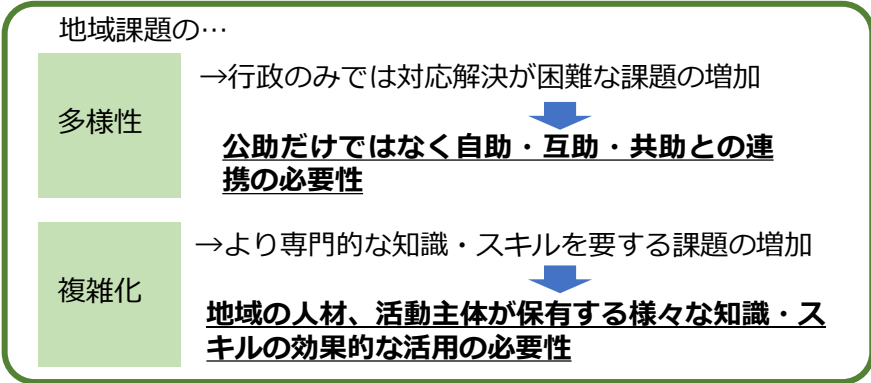 地域課題の…
多様性
→行政のみでは対応解決が困難な課題の増加
公助だけではなく自助・互助・共助との連
携の必要性
複雑化
→より専門的な知識・スキルを要する課題の増加
地域の人材、活動主体が保有する様々な知識・ス
キルの効果的な活用の必要性